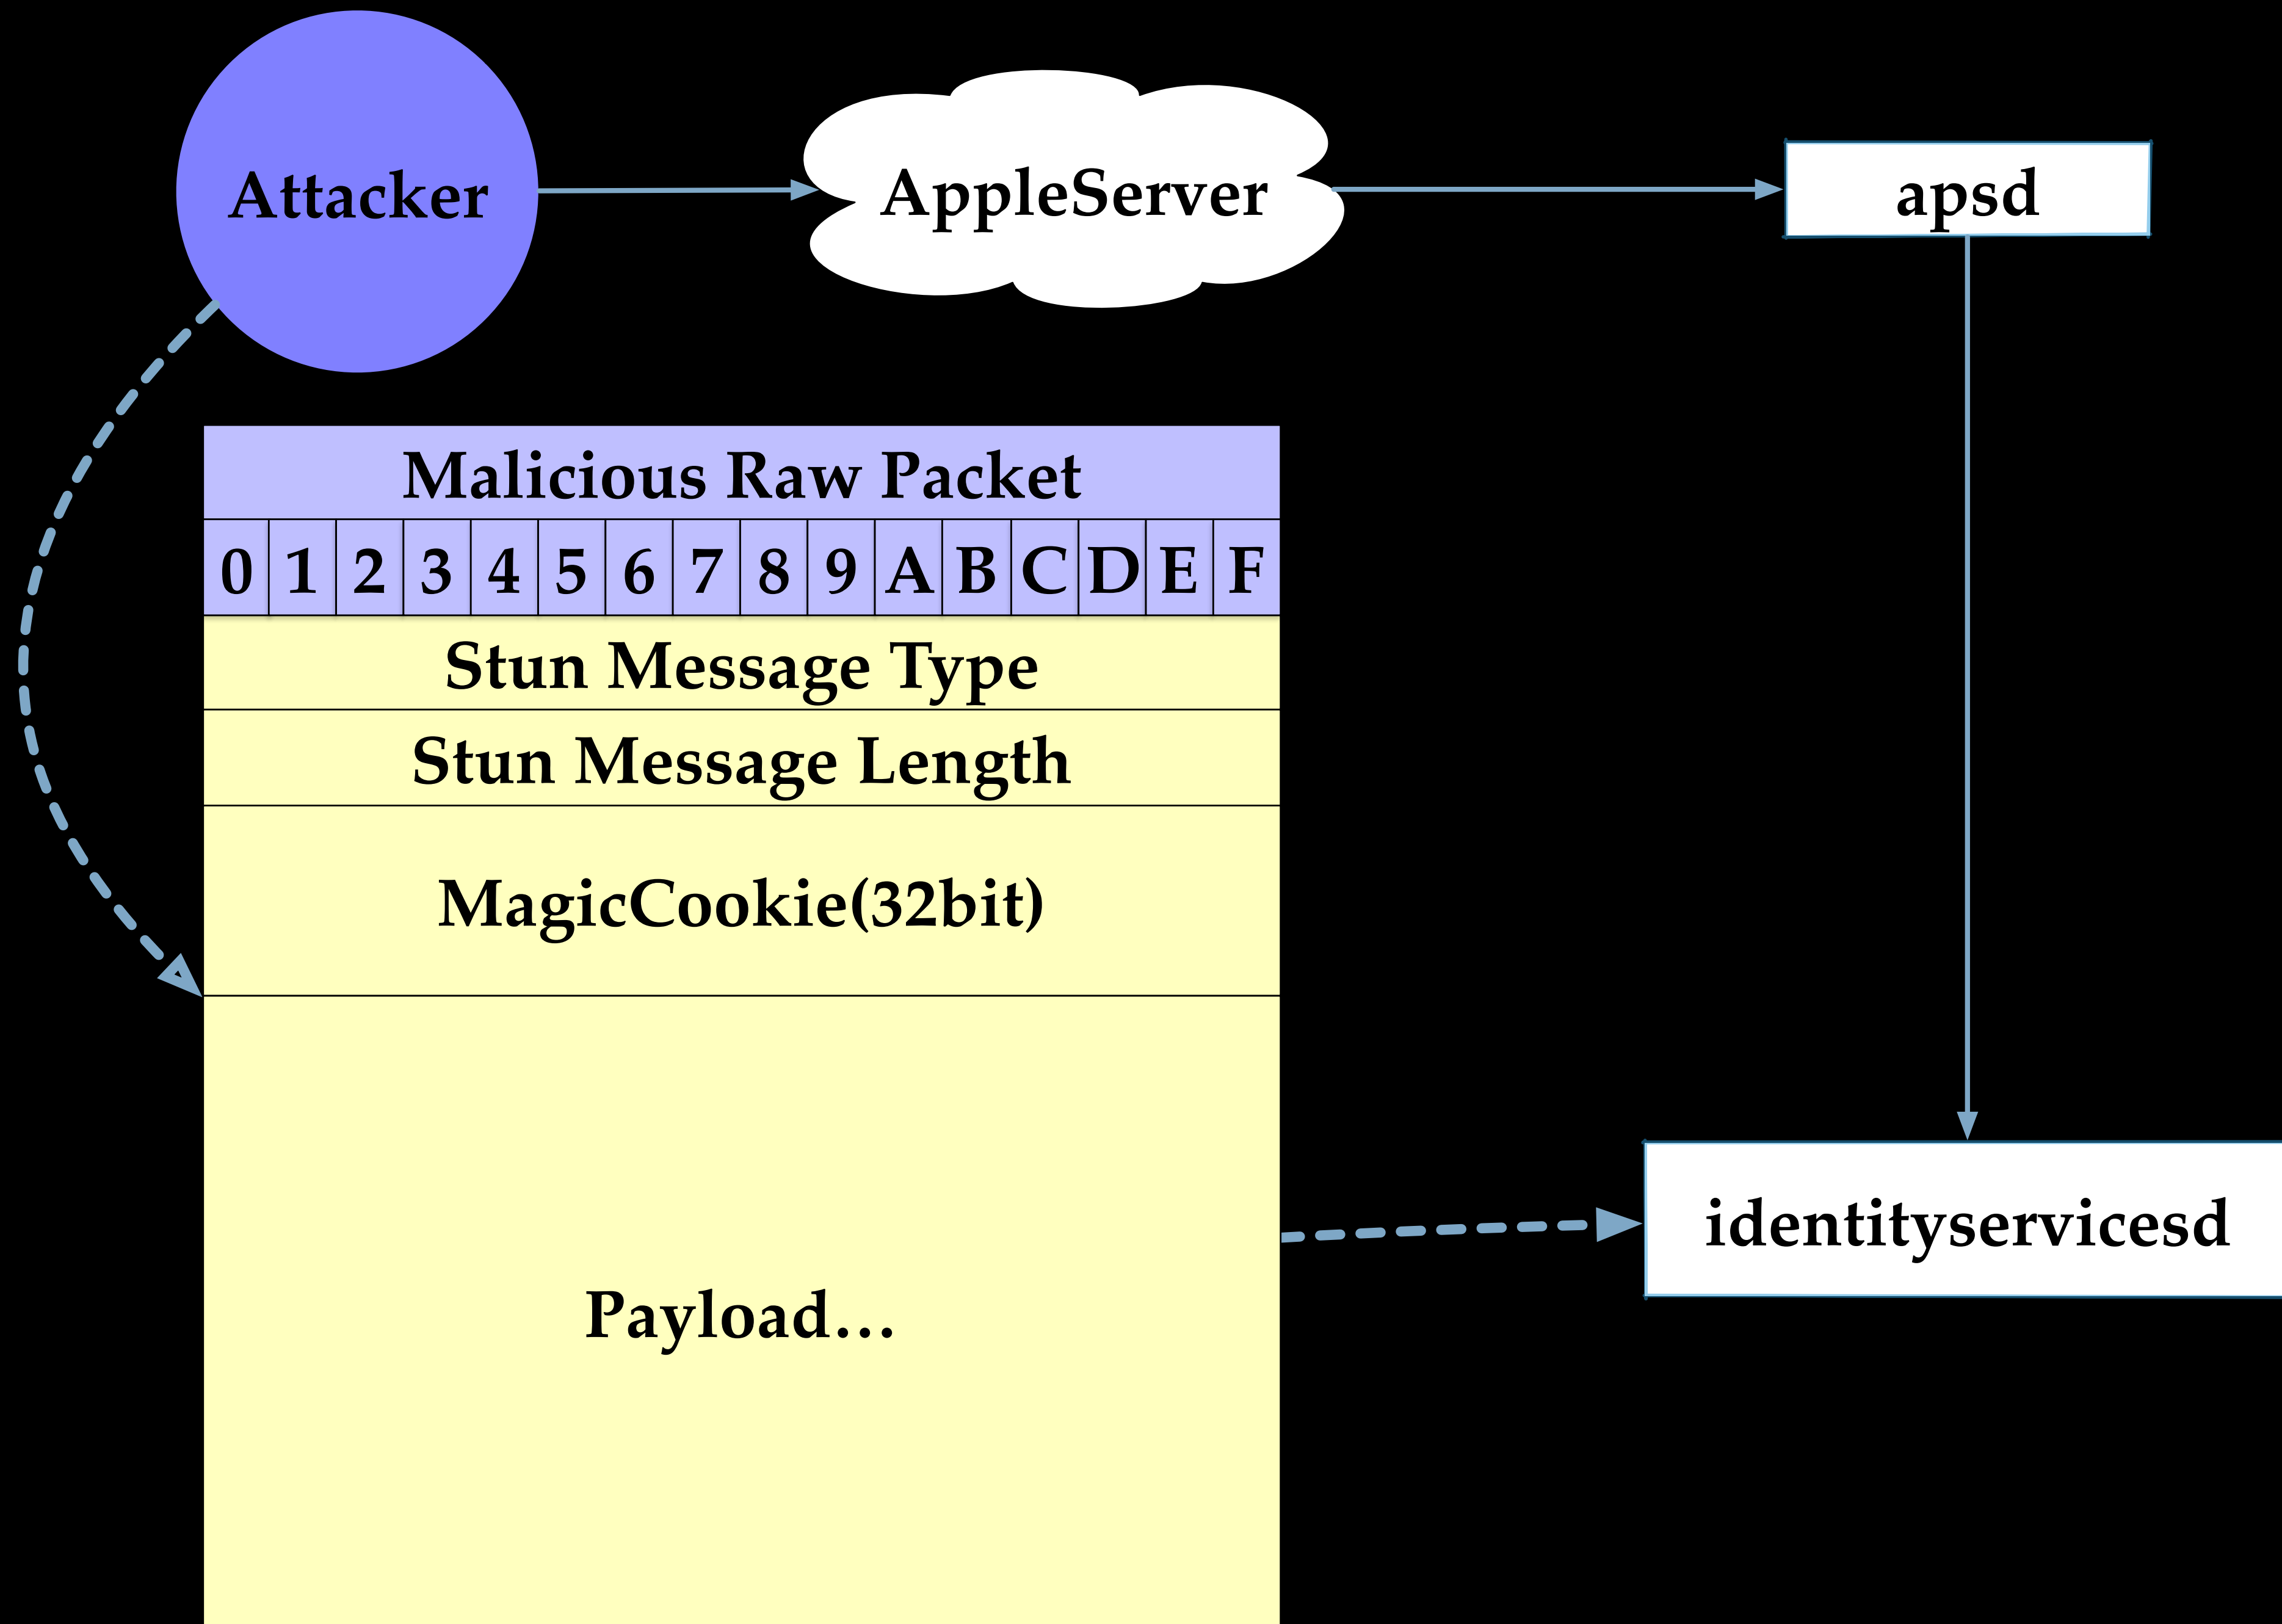 Attacker
AppleServer
apsd
Malicious Raw Packet
0 1 2 3 4 5 6 7 8 9 A B C D E F
Stun Message Type
Stun Message Length
MagicCookie(32bit)
identityservicesd
Payload...